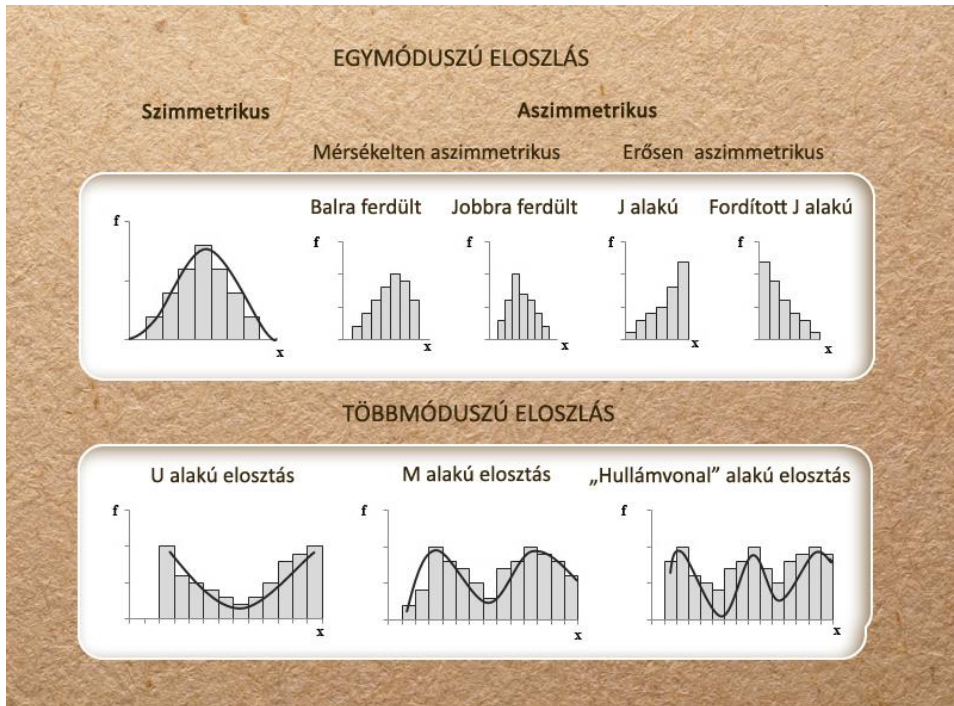 EGYMÓDUSZÚ ELOSZLÁS
Szimmetrikus Aszimmetrikus
Mérsékelten aszimmetrikus Erősen aszimmetrikus
Balra ferdült Jobbra ferdült J alakú Fordított J alakú
f f f f f
x x x x x
TÖBBMÓDUSZÚ ELOSZLÁS
U alakú elosztás M alakú elosztás „Hullámvonal” alakú elosztás
f f f
x x x